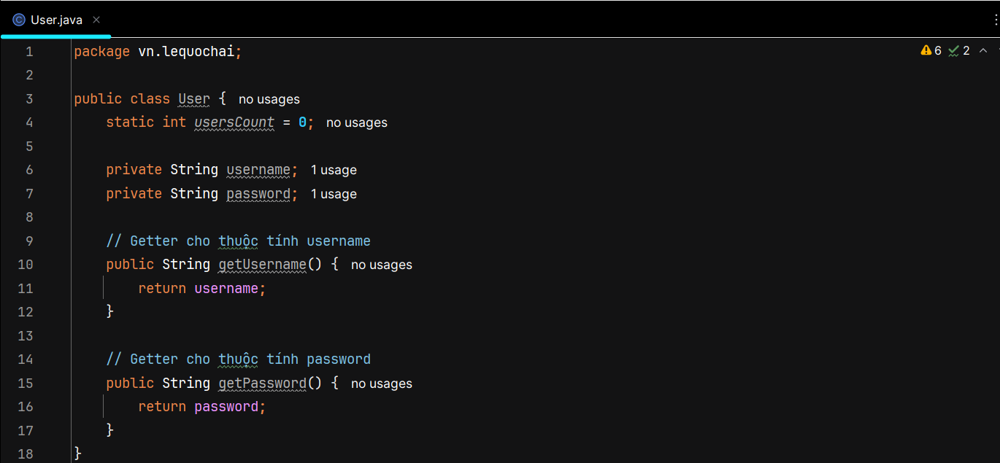 User.java
6 2
1 package vn.lequochai;
2
3 public class User { no usages
4 static int usersCount = 0; no usages
5
6 private String username; 1 usage
7 private String password; 1 usage
8
9 // Getter cho thuộc tính username
10 public String getUsername() { no usages
11 return username;
12 }
13
14 // Getter cho thuộc tính password
15 public String getPassword() { no usages
16 return password;
17 }
18 }